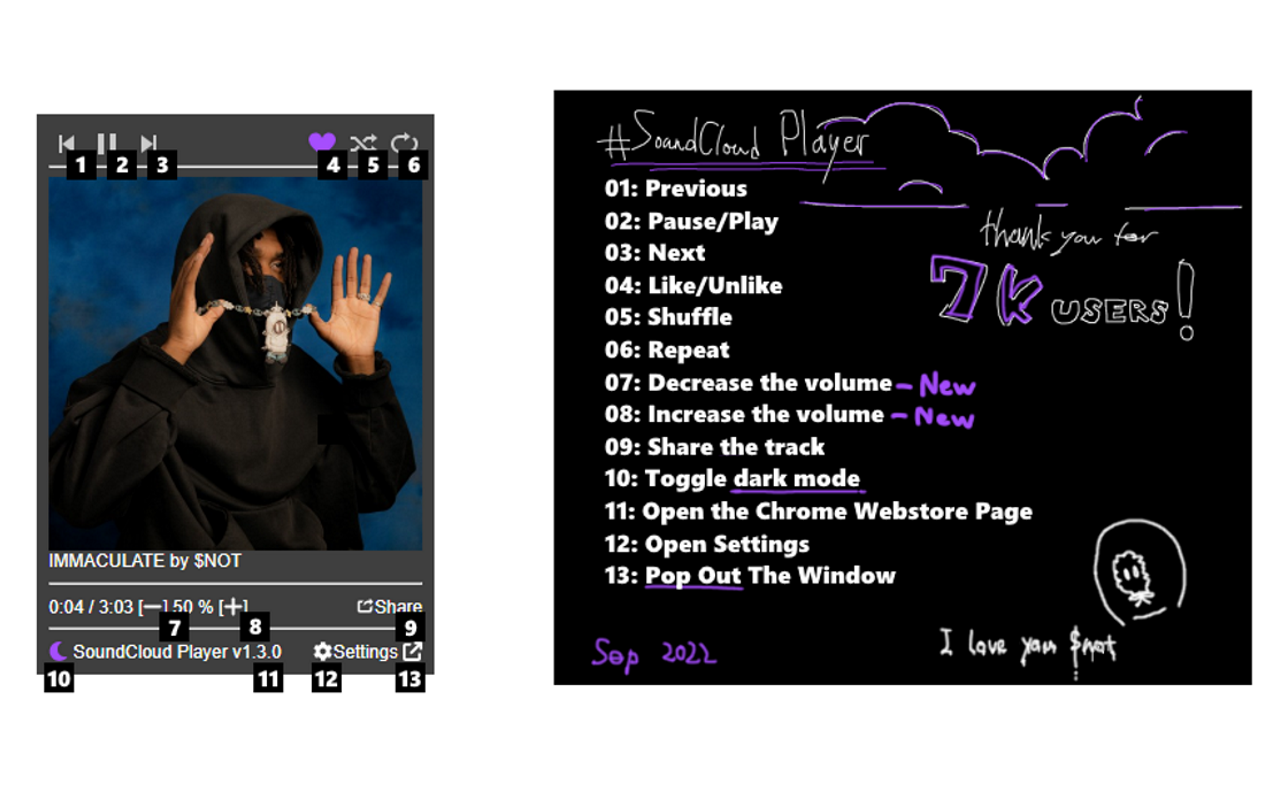 1 2 3 4 5 6
IMMACULATE by $NOT
0:04 / 3:03 [—] 50 % [+]
Share
7 8 9
SoundCloud Player v1.3.0
Settings
10 11 12 13
#SoundCloud Player
01: Previous
02: Pause/Play
03: Next
04: Like/Unlike
05: Shuffle
06: Repeat
07: Decrease the volume – New
08: Increase the volume – New
09: Share the track
10: Toggle dark mode
11: Open the Chrome Webstore Page
12: Open Settings
13: Pop Out The Window
thank you for
7K USERS!
I love you $not
Sep 2022